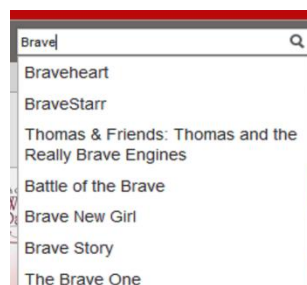 Brave
Braveheart
BraveStarr
Thomas & Friends: Thomas and the
Really Brave Engines
Battle of the Brave
Brave New Girl
Brave Story
The Brave One